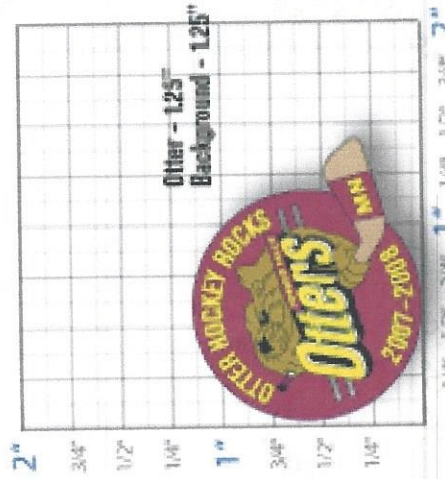 Otter - 1.25"
Background - 1.25"
OTTER HOCKEY ROCKS
Otters
MN
2007-2008
2"
3/4"
1/2"
1/4"
1"
3/4"
1/2"
1/4"
1"
2"